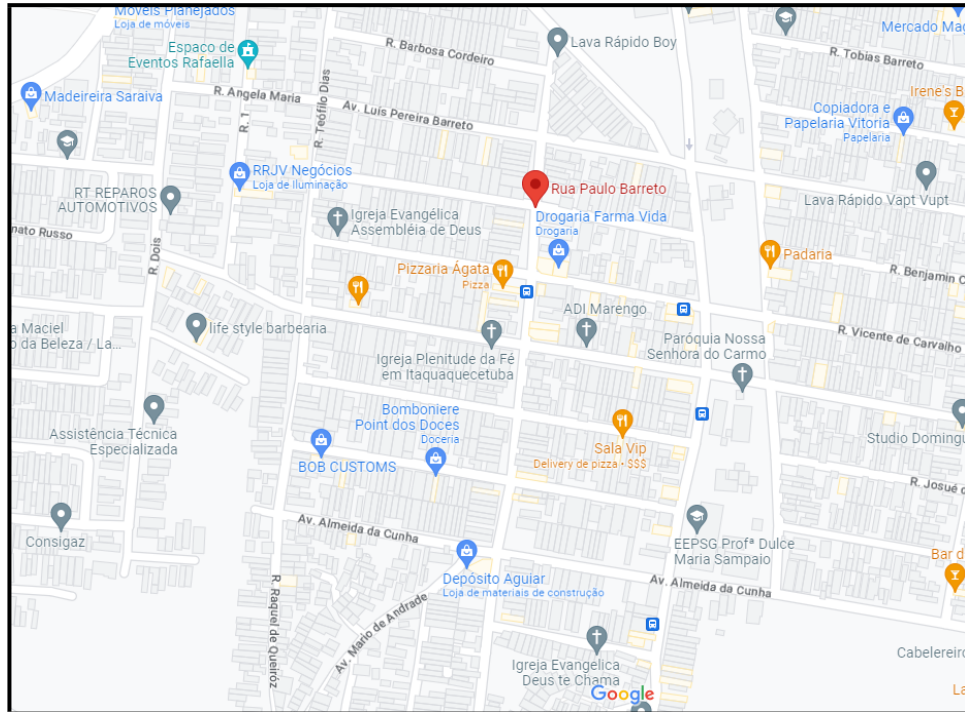 Móveis Planejados
Loja de móveis
Mercado Mag
Espaco de
Eventos Rafaella
R. Barbosa Cordeiro
Lava Rápido Boy
R. Tobias Barreto
Madeireira Saraiva
R. Angela Maria
R. 1
R. Teófilo Dias
Av. Luís Pereira Barreto
Copiadora e
Papelaria Vitoria
Papelaria
Irene's B
RRJV Negócios
Loja de Iluminação
Rua Paulo Barreto
Lava Rápido Vapt Vupt
RT REPAROS
AUTOMOTIVOS
Igreja Evangélica
Assembléia de Deus
Drogaria Farma Vida
Drogaria
nato Russo
R. Dois
Padaria
Pizzaria Ágata
Pizza
R. Benjamin C
ADI Marengo
a Maciel
o da Beleza / La...
life style barbearia
Igreja Plenitude da Fé
em Itaquaquecetuba
Paróquia Nossa
Senhora do Carmo
R. Vicente de Carvalho
Bomboniere
Point dos Doces
Doceria
Assistência Técnica
Especializada
Sala Vip
Delivery de pizza • $$$
Studio Domingu
BOB CUSTOMS
R. Josué d
Consigaz
Av. Almeida da Cunha
EEPSG Profª Dulce
Maria Sampaio
Bar d
Depósito Aguiar
Loja de materiais de construção
Av. Almeida da Cunha
R. Raquel de Queiróz
Av. Mario de Andrade
Igreja Evangelica
Deus te Chama
Cabelereiro
Google
La